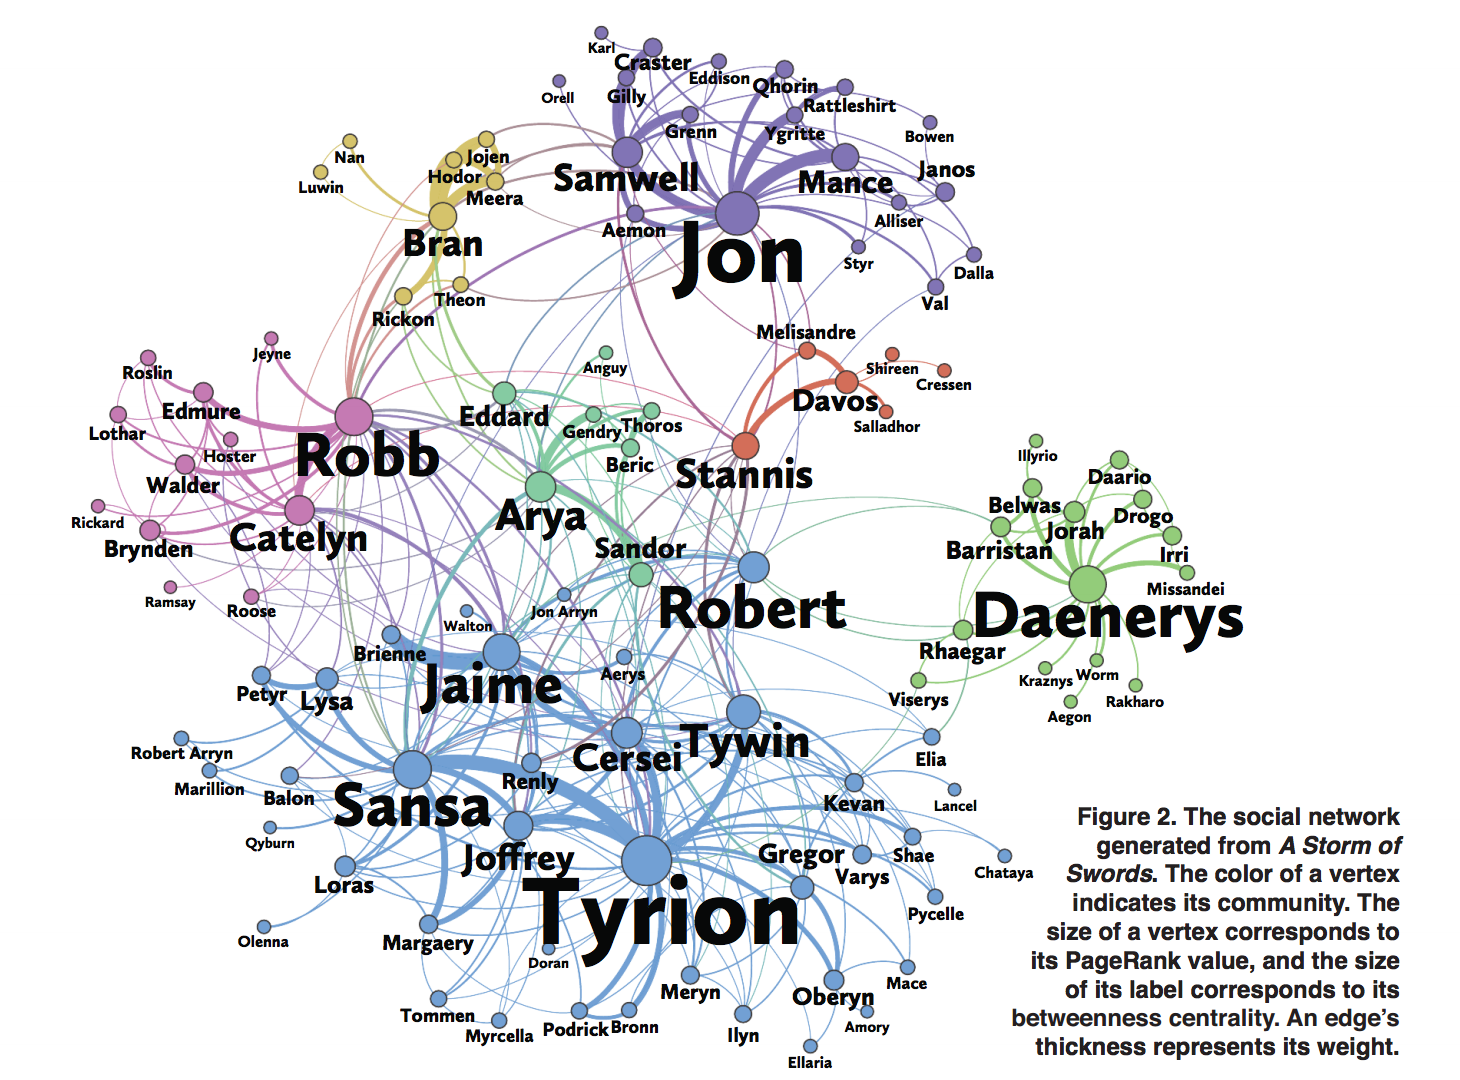 Karl
Craster
Eddison
Gilly
Qhorin
Orell
Rattleshirt
Grenn
Ygritte
Bowen
Nan
Jojen
Hodor
Luwin
Meera
Samwell
Mance
Janos
Aemon
Alliser
Bran
Jon
Styr
Dalla
Theon
Val
Rickon
Melisandre
Jeyne
Anguy
Shireen
Roslin
Cressen
Davos
Edmure
Eddard
Gendry
Thoros
Salladhor
Lothar
Hoster
Robb
Beric
Stannis
Illyrio
Walder
Daario
Belwas
Drogo
Jorah
Rickard
Arya
Catelyn
Brynden
Sandor
Barristan
Irri
Missandei
Ramsay
Roose
Jon Arryn
Robert
Daenerys
Walton
Brienne
Rhaegar
Aerys
Kraznys
Worm
Petyr
Lysa
Jaime
Viserys
Aegon
Rakharo
Robert Arryn
Cersei
Tywin
Elia
Marillion
Balon
Renly
Kevan
Lancel
Sansa
Qyburn
Joffrey
Gregor
Shae
Varys
Chataya
Loras
Tyrion
Pycelle
Olenna
Margaery
Doran
Meryn
Oberyn
Mace
Tommen
Myrcella
Podrick
Bronn
Ilyn
Amory
Ellaria
Figure 2. The social network
generated from A Storm of
Swords. The color of a vertex
indicates its community. The
size of a vertex corresponds to
its PageRank value, and the size
of its label corresponds to its
betweenness centrality. An edge’s
thickness represents its weight.